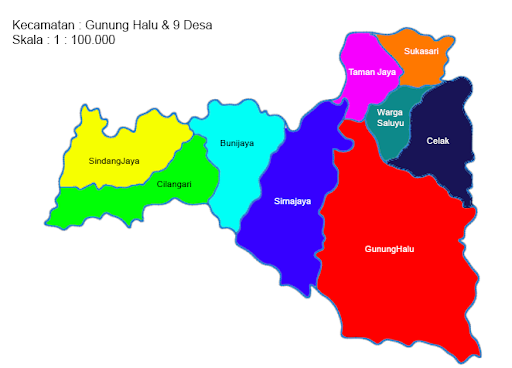 Kecamatan : Gunung Halu & 9 Desa
Skala : 1 : 100.000
Sukasari
Taman Jaya
Warga
Saluyu
Celak
Bunijaya
SindangJaya
Cilangari
Sirnajaya
GunungHalu